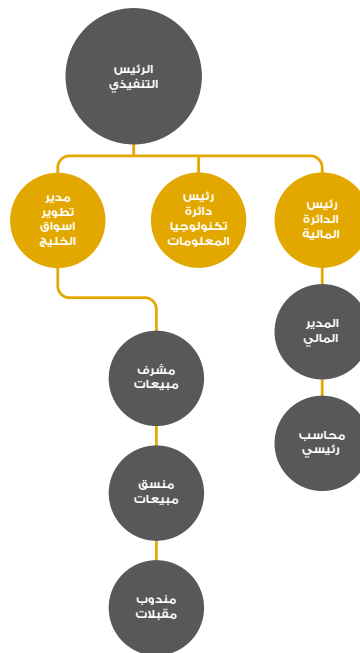 الرئيس
التنفيذي
رئيس
الدائرة
المالية
رئيس
دائرة
تكنولوجيا
المعلومات
مدير
تطوير
اسواق
الخليج
المدير
المالي
محاسب
رئيسي
مشرف
مبيعات
منسق
مبيعات
مندوب
مقبلات